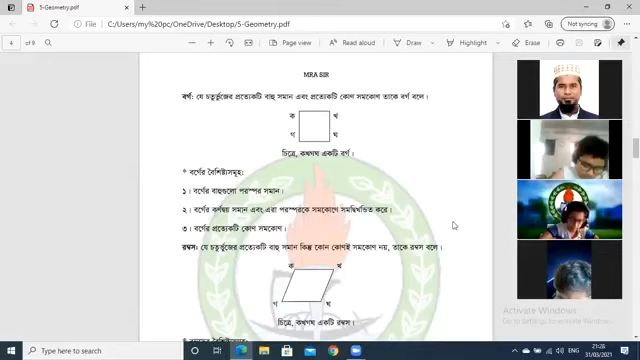 5-Geometry.pdf
C:/Users/my%20pc/OneDrive/Desktop/5-Geometry.pdf
Not syncing
4 of 9
Page view
Read aloud
Draw
Highlight
Erase
MRA SIR
বর্গ: যে চতুর্ভুজের প্রত্যেকটি বাহু সমান এবং প্রত্যেকটি কোণ সমকোণ তাকে বর্গ বলে।
ক খ
গ ঘ
চিত্রে, কখগঘ একটি বর্গ।
* বর্গের বৈশিষ্ট্যসমূহ:
১। বর্গের বাহুগুলো পরস্পর সমান।
২। বর্গের কর্ণদ্বয় সমান এবং এরা পরস্পরকে সমকোণে সমদ্বিখন্ডিত করে।
৩। বর্গের প্রত্যেকটি কোণ সমকোণ।
রম্বস: যে চতুর্ভুজের প্রত্যেকটি বাহু সমান কিন্তু কোন কোণই সমকোণ নয়, তাকে রম্বস বলে।
ক খ
গ ঘ
চিত্রে, কখগঘ একটি রম্বস।
Activate Windows
Go to Settings to activate Windows.
Type here to search
ENG
21:26
31/03/2021